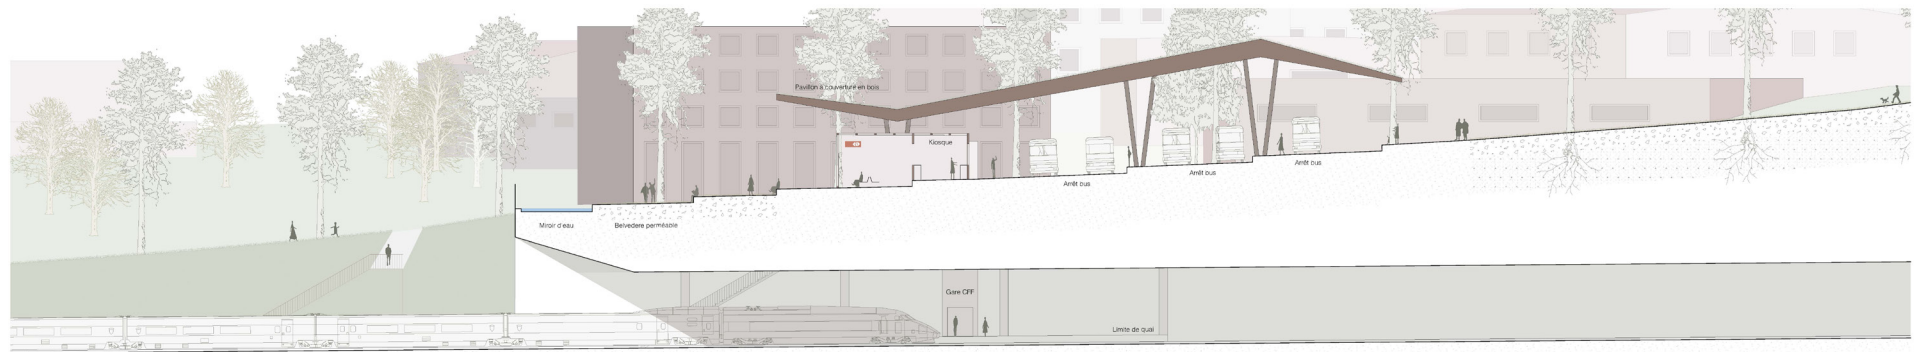 Pavillon à couverture en bois
Kiosque
Arrêt bus
Arrêt bus
Arrêt bus
Miroir d'eau
Belvedere perméable
Gare CFF
Limite de quai